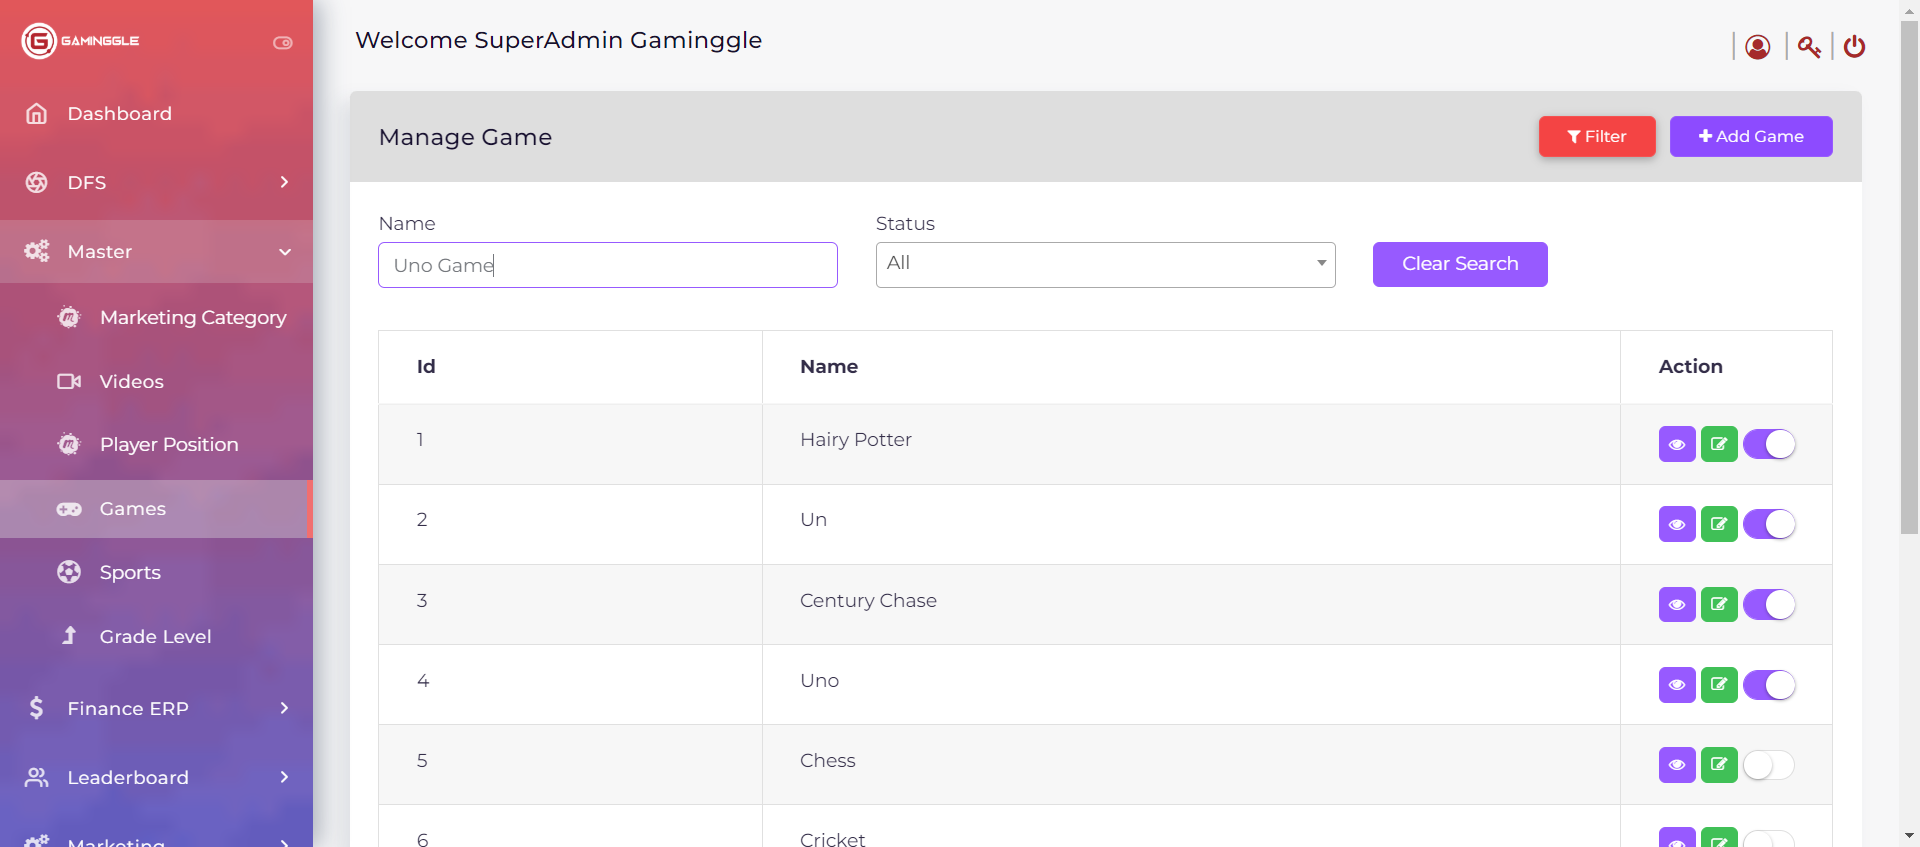 GAMINGGLE
Dashboard
DFS
Master
Marketing Category
Videos
Player Position
Games
Sports
Grade Level
Finance ERP
Leaderboard
Marketing
Welcome SuperAdmin Gaminggle
Manage Game
Filter
Add Game
Name
Status
Uno Game
All
Clear Search
Id Name Action
1 Hairy Potter
2 Un
3 Century Chase
4 Uno
5 Chess
6 Cricket